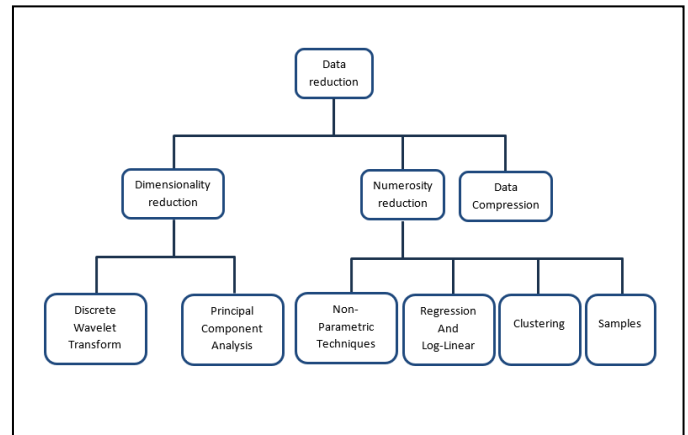 Data
reduction
Dimensionality
reduction
Numerosity
reduction
Data
Compression
Discrete
Wavelet
Transform
Principal
Component
Analysis
Non-
Parametric
Techniques
Regression
And
Log-Linear
Clustering
Samples